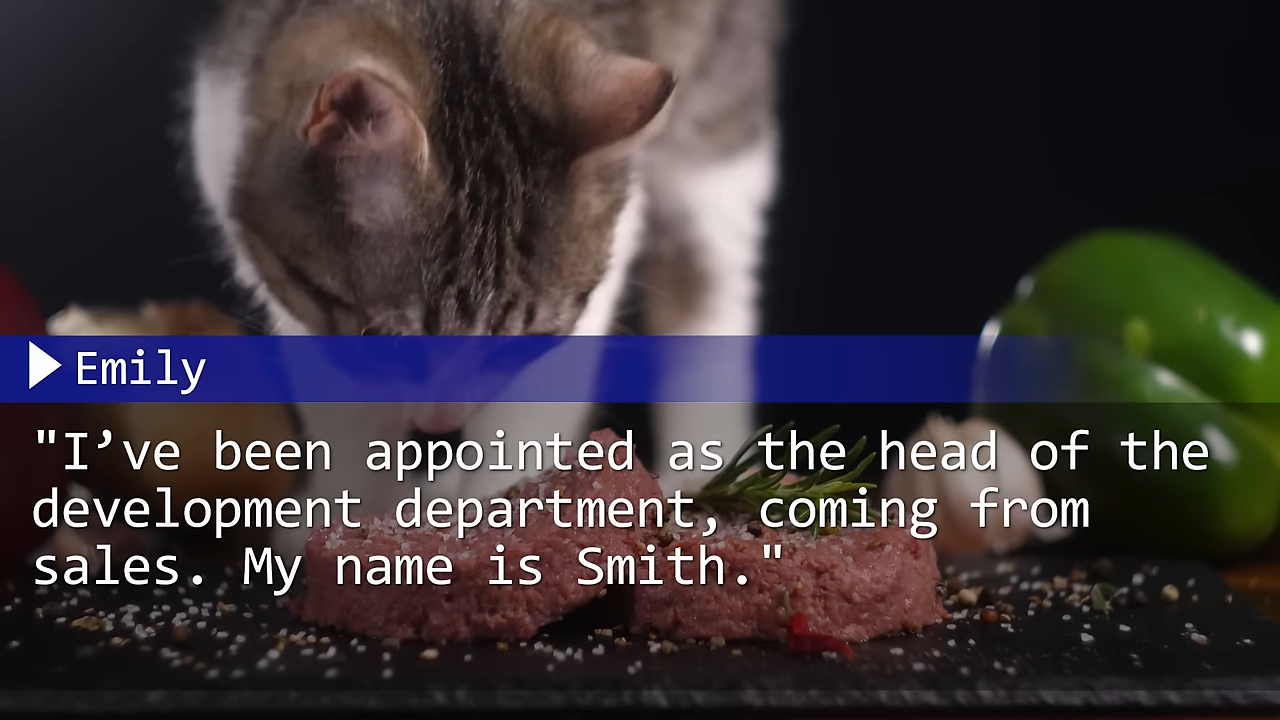 Emily
"I’ve been appointed as the head of the
development department, coming from
sales. My name is Smith."